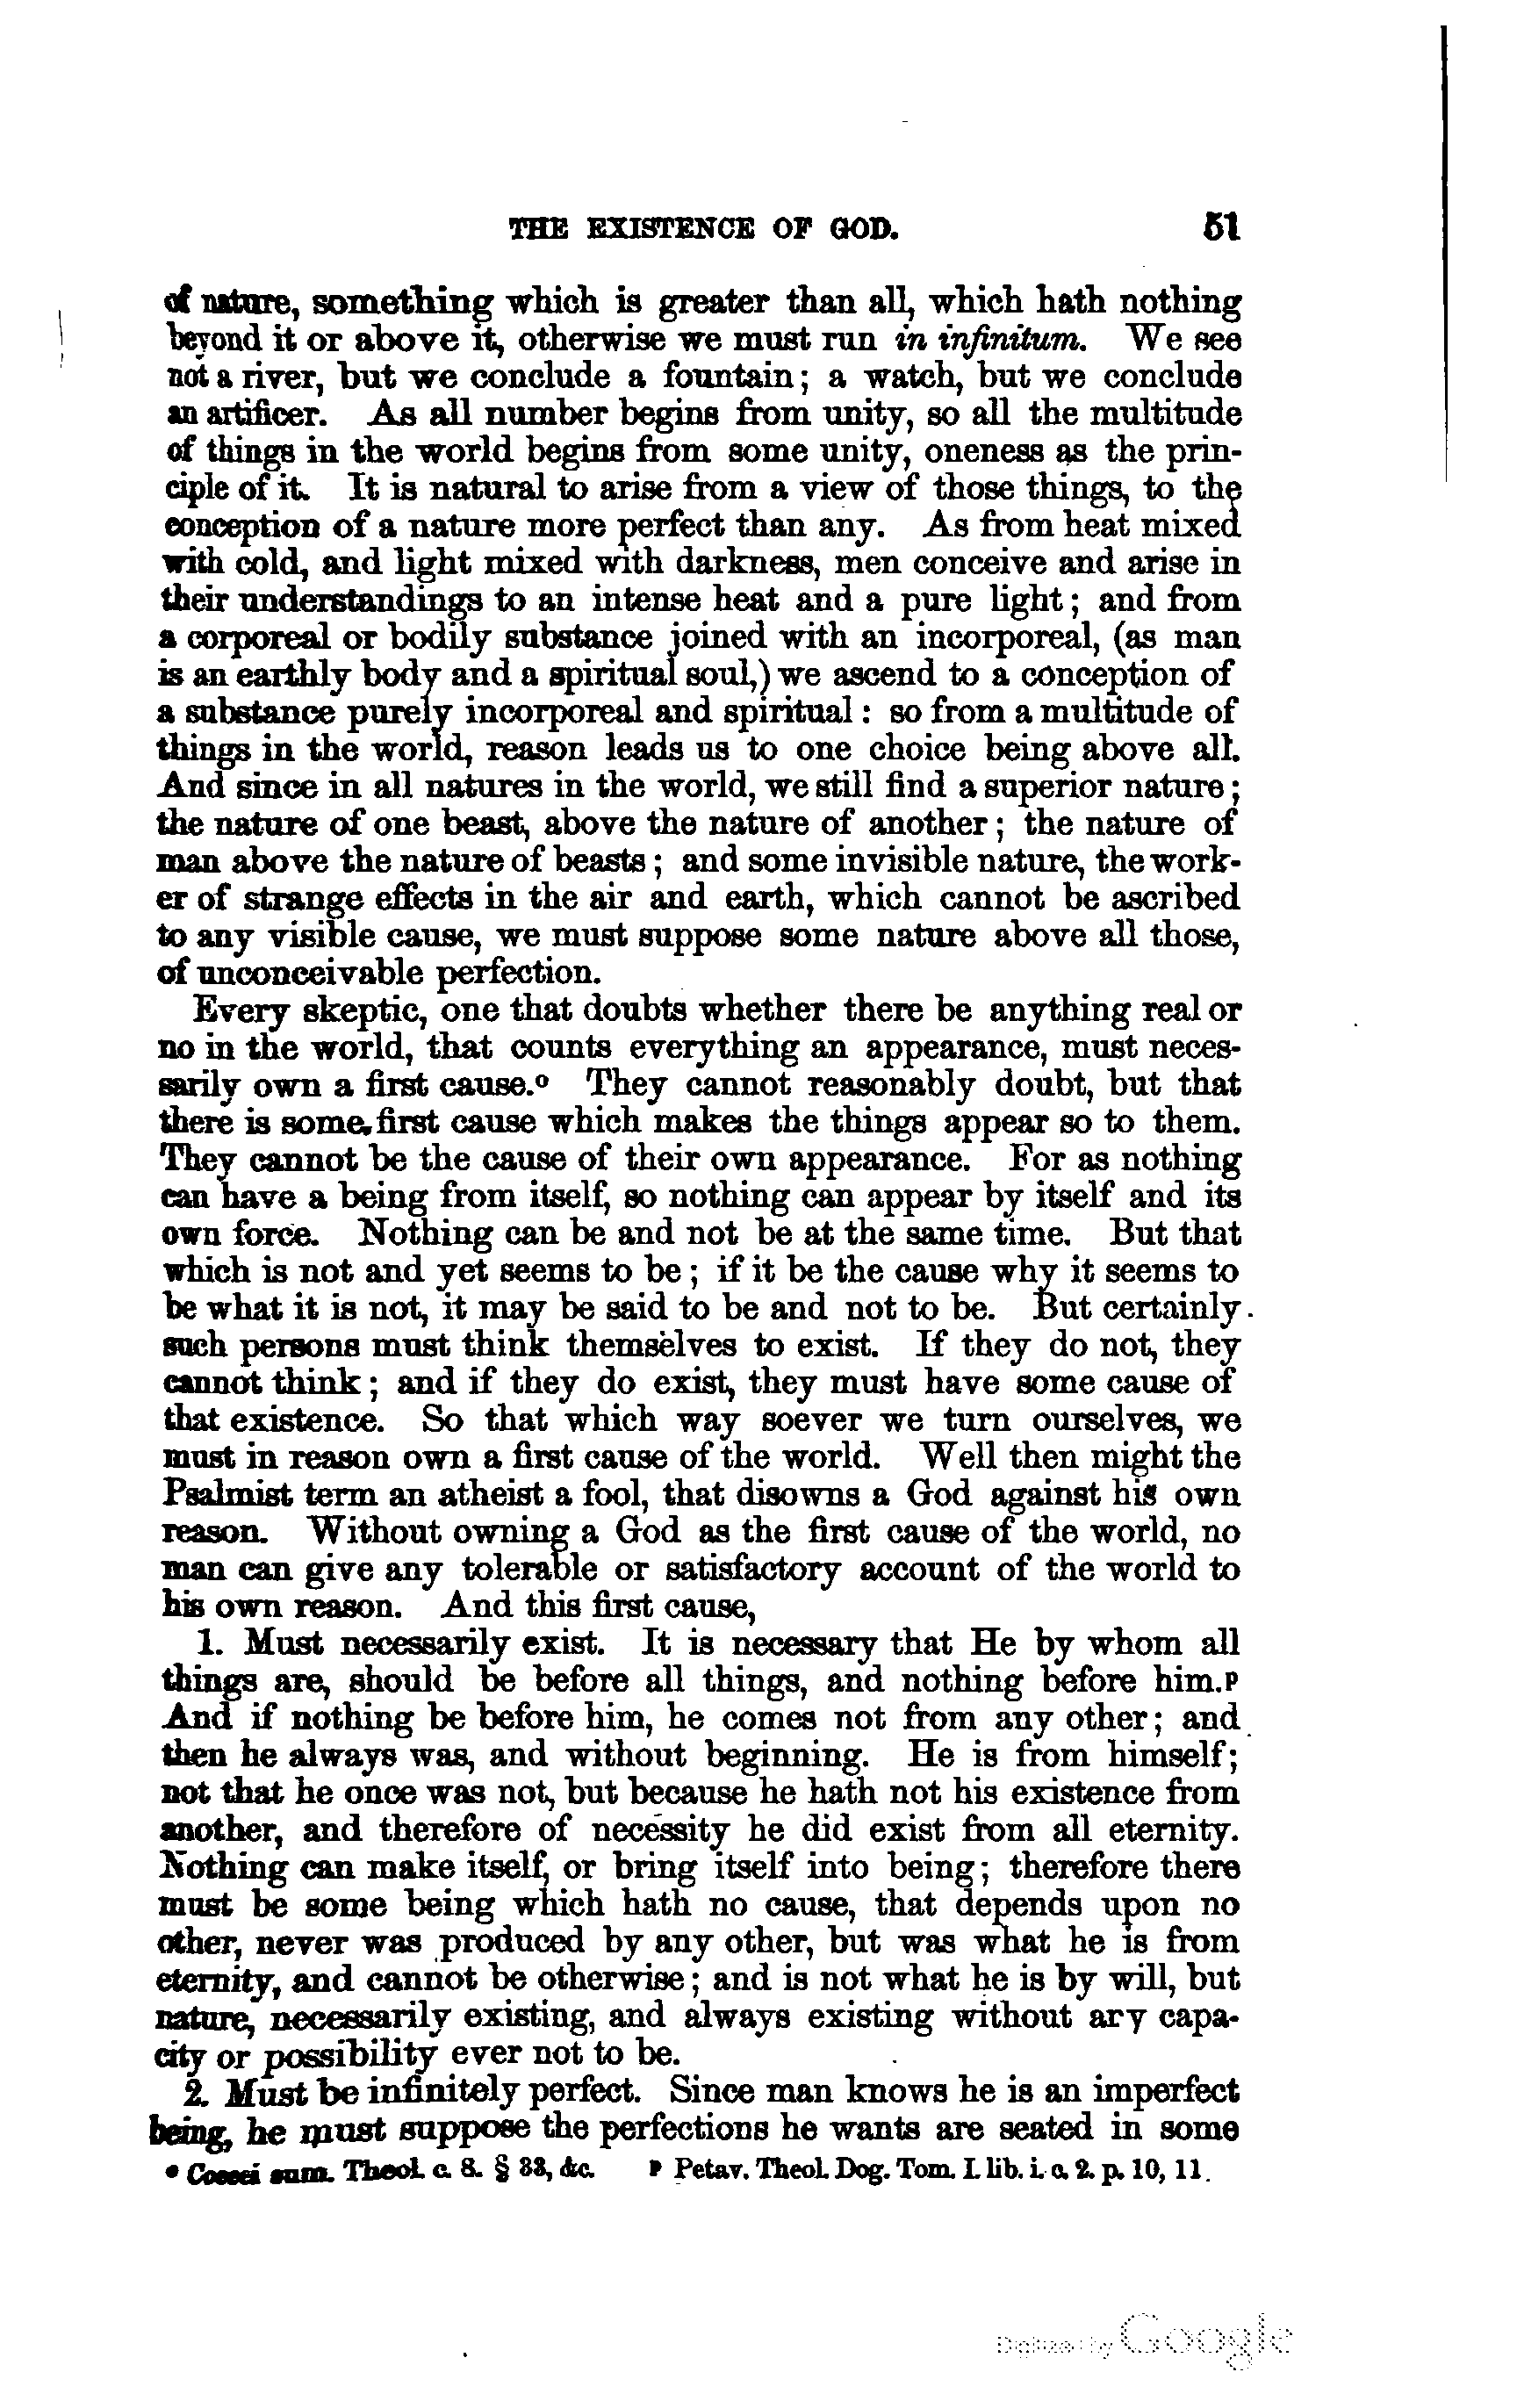 THE EXISTENCE OF GOD. 51
of nature, something which is greater than all, which hath nothing
beyond it or above it, otherwise we must run in infinitum. We see
not a river, but we conclude a fountain; a watch, but we conclude
an artificer. As all number begins from unity, so all the multitude
of things in the world begins from some unity, oneness as the prin-
ciple of it. It is natural to arise from a view of those things, to the
conception of a nature more perfect than any. As from heat mixed
with cold, and light mixed with darkness, men conceive and arise in
their understandings to an intense heat and a pure light; and from
a corporeal or bodily substance joined with an incorporeal, (as man
is an earthly body and a spiritual soul,) we ascend to a conception of
a substance purely incorporeal and spiritual: so from a multitude of
things in the world, reason leads us to one choice being above all.
And since in all natures in the world, we still find a superior nature;
the nature of one beast, above the nature of another; the nature of
man above the nature of beasts; and some invisible nature, the work-
er of strange effects in the air and earth, which cannot be ascribed
to any visible cause, we must suppose some nature above all those,
of unconceivable perfection.
Every skeptic, one that doubts whether there be anything real or
no in the world, that counts everything an appearance, must neces-
sarily own a first cause.o They cannot reasonably doubt, but that
there is some first cause which makes the things appear so to them.
They cannot be the cause of their own appearance. For as nothing
can have a being from itself, so nothing can appear by itself and its
own force. Nothing can be and not be at the same time. But that
which is not and yet seems to be; if it be the cause why it seems to
be what it is not, it may be said to be and not to be. But certainly
such persons must think themselves to exist. If they do not, they
cannot think; and if they do exist, they must have some cause of
that existence. So that which way soever we turn ourselves, we
must in reason own a first cause of the world. Well then might the
Psalmist term an atheist a fool, that disowns a God against his own
reason. Without owning a God as the first cause of the world, no
man can give any tolerable or satisfactory account of the world to
his own reason. And this first cause,
1. Must necessarily exist. It is necessary that He by whom all
things are, should be before all things, and nothing before him.p
And if nothing be before him, he comes not from any other; and
then he always was, and without beginning. He is from himself;
not that he once was not, but because he hath not his existence from
another, and therefore of necessity he did exist from all eternity.
Nothing can make itself, or bring itself into being; therefore there
must be some being which hath no cause, that depends upon no
other, never was produced by any other, but was what he is from
eternity, and cannot be otherwise; and is not what he is by will, but
nature, necessarily existing, and always existing without ary capa-
city or possibility ever not to be.
2. Must be infinitely perfect. Since man knows he is an imperfect
being, he must suppose the perfections he wants are seated in some
o Coccei sum. Theol. c. 8. § 33, &c. p Petav. Theol. Dog. Tom. I. lib. i. c. 2. p. 10, 11.
Digitized by Google